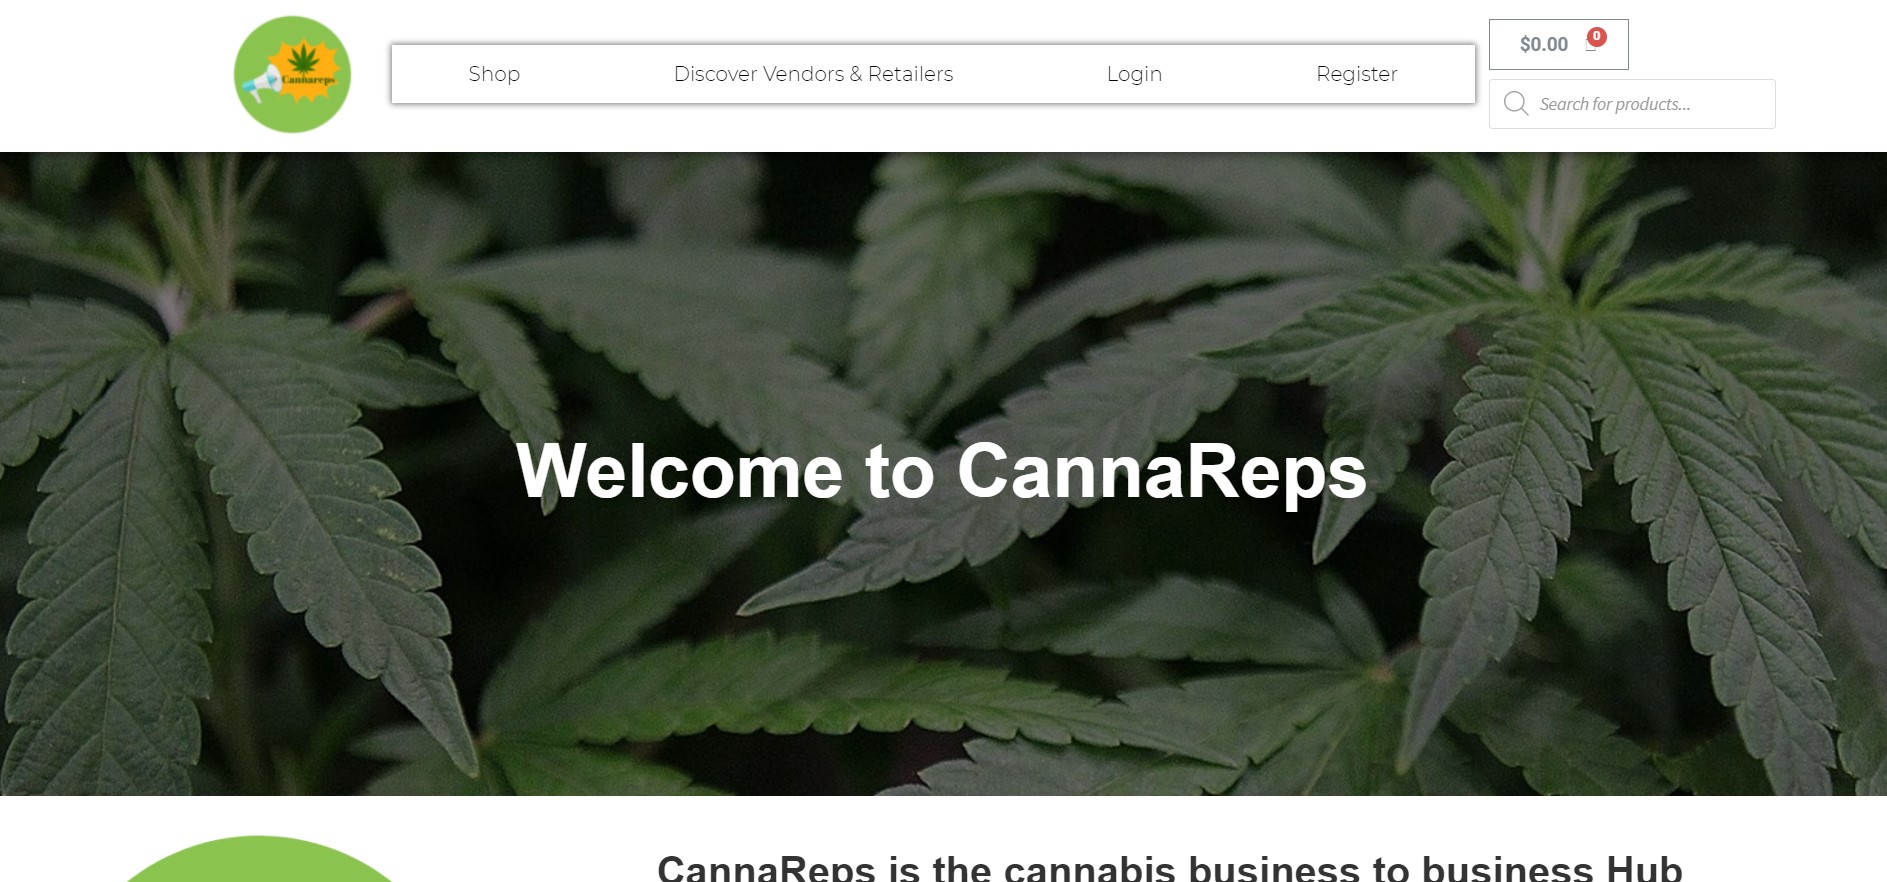 Cannareps
Shop
Discover Vendors & Retailers
Login
Register
$0.00
0
Search for products...
Welcome to CannaReps
CannaReps is the cannabis business to business Hub